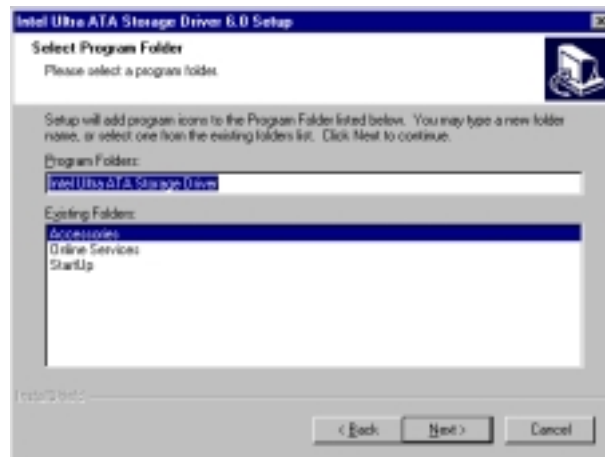 Intel Ultra ATA Storage Driver 6.0 Setup
Select Program Folder
Please select a program folder.
Setup will add program icons to the Program Folder listed below. You may type a new folder
name, or select one from the existing folders list. Click Next to continue.
Program Folders:
Intel Ultra ATA Storage Driver
Existing Folders:
Accessories
Online Services
StartUp
InstallShield
< Back
Next >
Cancel